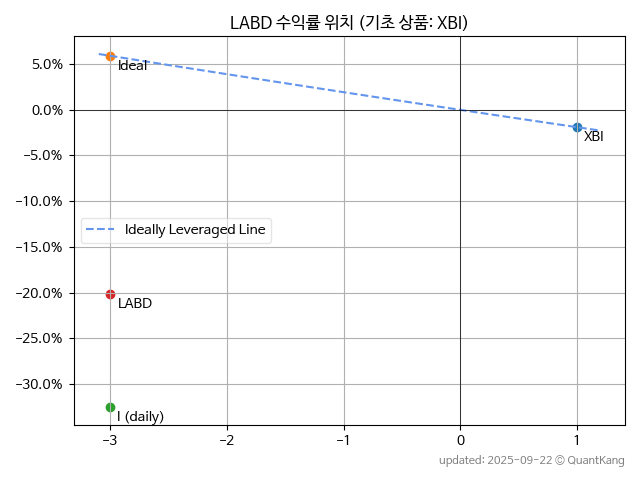 LABD 수익률 위치 (기초 상품: XBI)
5.0%
0.0%
−5.0%
−10.0%
−15.0%
−20.0%
−25.0%
−30.0%
Ideal
XBI
Ideally Leveraged Line
LABD
I (daily)
−3
−2
−1
0
1
updated: 2025-09-22 © QuantKang